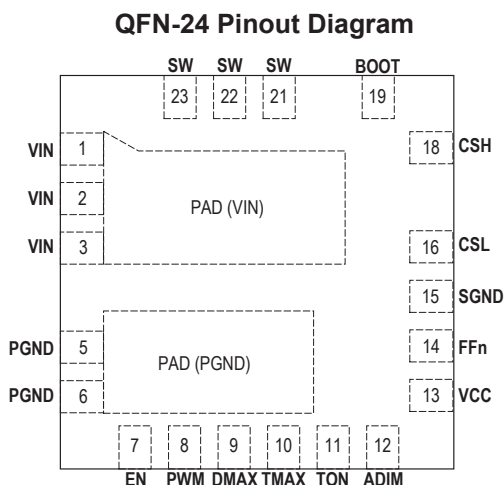 QFN-24 Pinout Diagram
SW SW SW BOOT
23 22 21 19
VIN 1 18 CSH
VIN 2
PAD (VIN)
VIN 3 16 CSL
15 SGND
PGND 5 14 FFn
PAD (PGND)
PGND 6 13 VCC
7 8 9 10 11 12
EN PWM DMAX TMAX TON ADIM